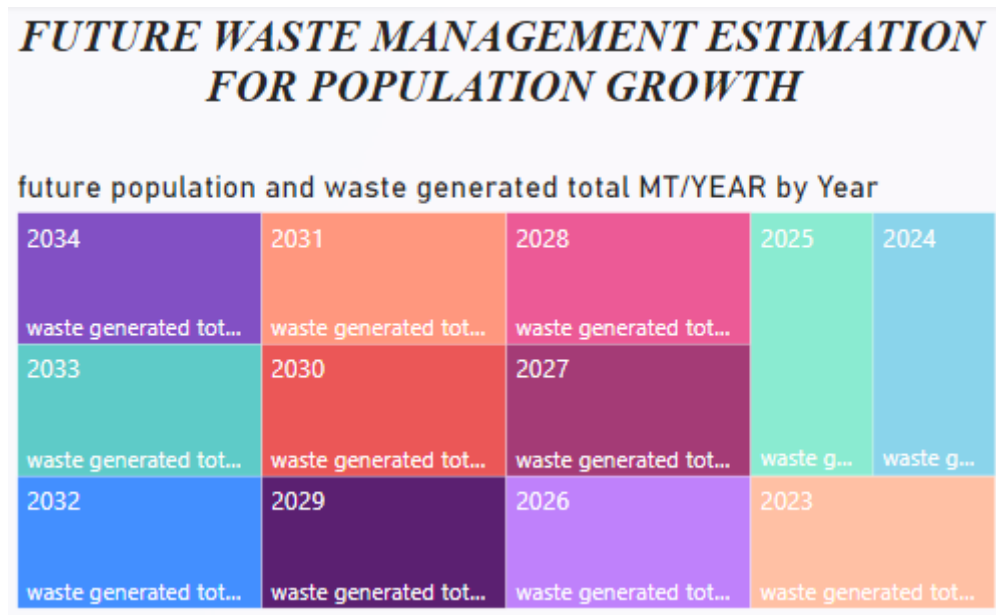 FUTURE WASTE MANAGEMENT ESTIMATION
FOR POPULATION GROWTH
future population and waste generated total MT/YEAR by Year
2034
waste generated tot...
2033
waste generated tot...
2032
waste generated tot...
2031
waste generated tot...
2030
waste generated tot...
2029
waste generated tot...
2028
waste generated tot...
2027
waste generated tot...
2026
waste generated tot...
2025
waste g...
2024
waste g...
2023
waste generated tot...